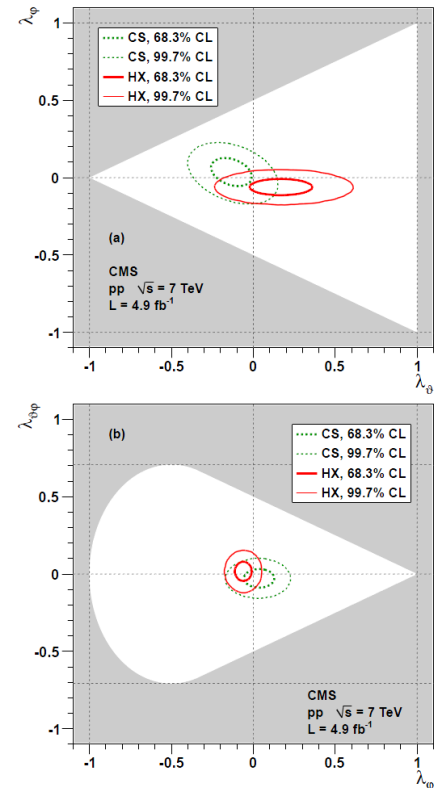 λφ
1
0.5
0
-0.5
-1
CS, 68.3% CL
CS, 99.7% CL
HX, 68.3% CL
HX, 99.7% CL
(a)
CMS
pp √s = 7 TeV
L = 4.9 fb⁻¹
-1 -0.5 0 0.5 1
λϑ
λϑφ
1
0.5
0
-0.5
-1
(b)
CS, 68.3% CL
CS, 99.7% CL
HX, 68.3% CL
HX, 99.7% CL
CMS
pp √s = 7 TeV
L = 4.9 fb⁻¹
-1 -0.5 0 0.5 1
λφ